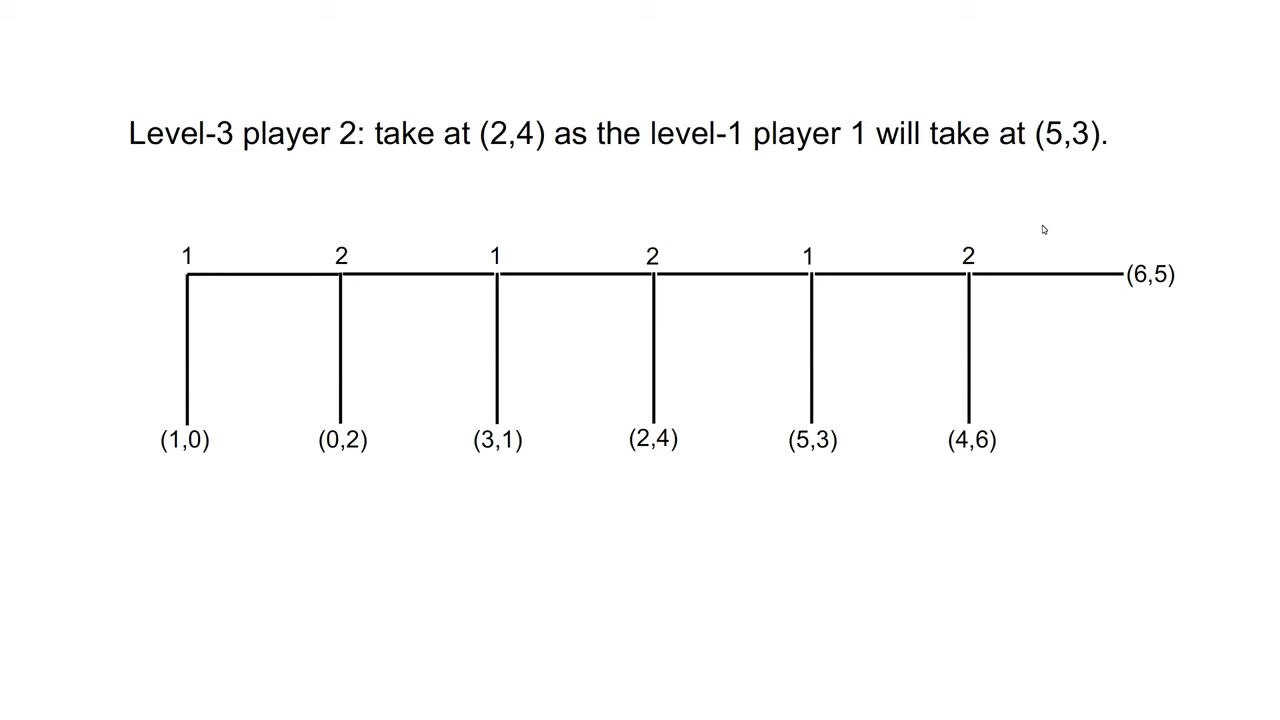 Level-3 player 2: take at (2,4) as the level-1 player 1 will take at (5,3).
1 2 1 2 1 2
(6,5)
(1,0) (0,2) (3,1) (2,4) (5,3) (4,6)